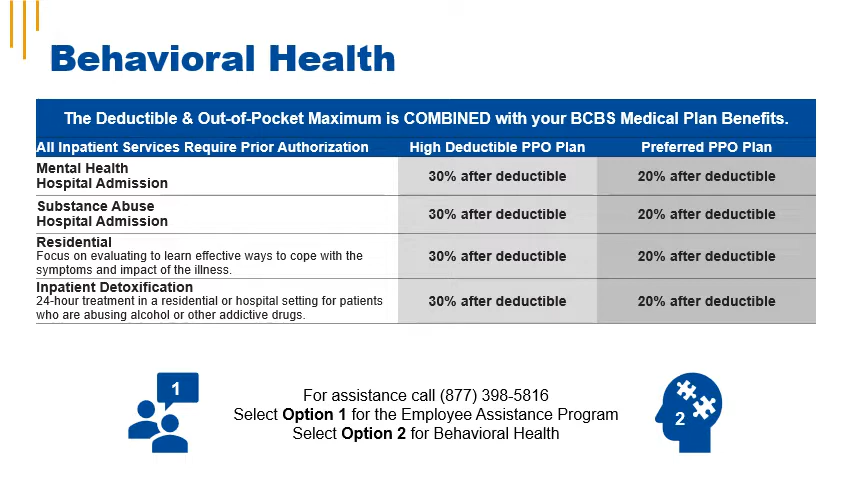 Behavioral Health
The Deductible & Out-of-Pocket Maximum is COMBINED with your BCBS Medical Plan Benefits.
All Inpatient Services Require Prior Authorization High Deductible PPO Plan Preferred PPO Plan
Mental Health
Hospital Admission
30% after deductible 20% after deductible
Substance Abuse
Hospital Admission
30% after deductible 20% after deductible
Residential
Focus on evaluating to learn effective ways to cope with the
symptoms and impact of the illness.
30% after deductible 20% after deductible
Inpatient Detoxification
24-hour treatment in a residential or hospital setting for patients
who are abusing alcohol or other addictive drugs.
30% after deductible 20% after deductible
1
For assistance call (877) 398-5816
Select Option 1 for the Employee Assistance Program
Select Option 2 for Behavioral Health
2